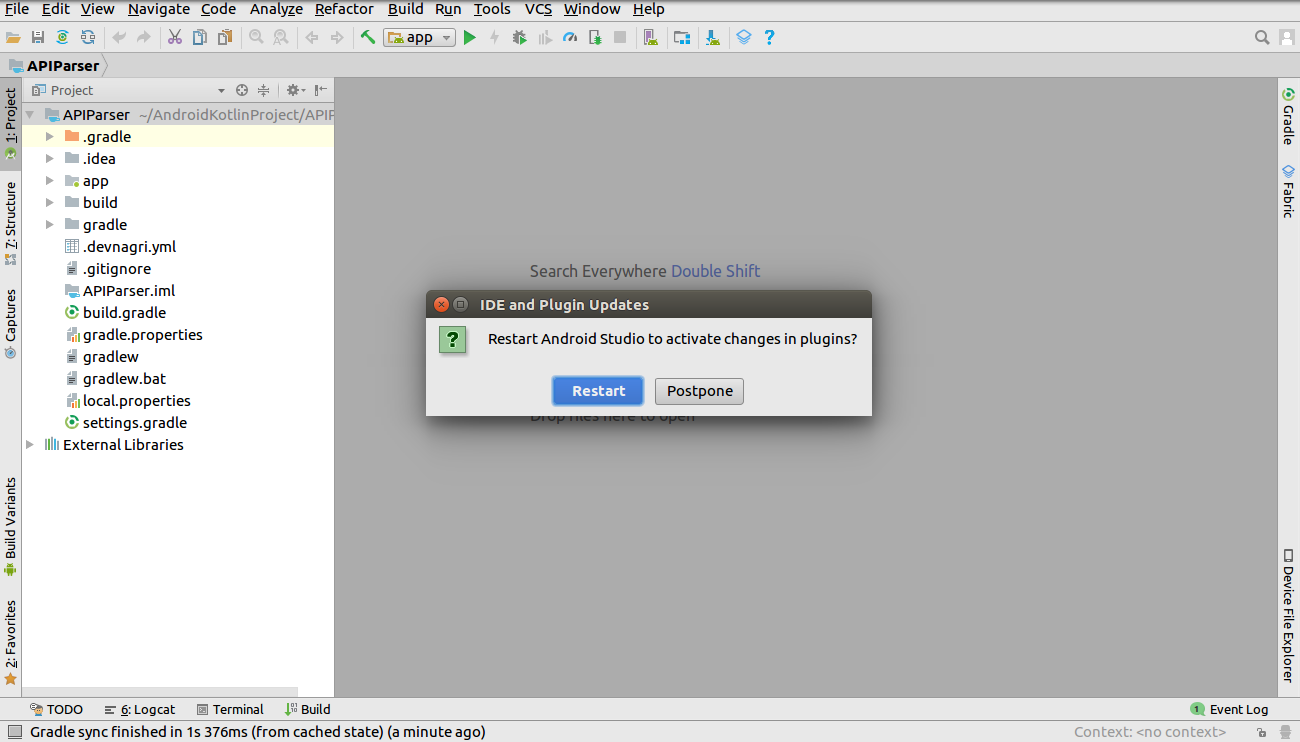 File Edit View Navigate Code Analyze Refactor Build Run Tools VCS Window Help
app
APIParser
Project
1: Project
7: Structure
Captures
Build Variants
2: Favorites
APIParser ~/AndroidKotlinProject/APIP
.gradle
.idea
app
build
gradle
.devnagri.yml
.gitignore
APIParser.iml
build.gradle
gradle.properties
gradlew
gradlew.bat
local.properties
settings.gradle
External Libraries
Search Everywhere Double Shift
IDE and Plugin Updates
Restart Android Studio to activate changes in plugins?
Restart Postpone
Drop files here to open
Gradle
Fabric
Device File Explorer
TODO 6: Logcat Terminal Build 1 Event Log
Gradle sync finished in 1s 376ms (from cached state) (a minute ago) Context: <no context>